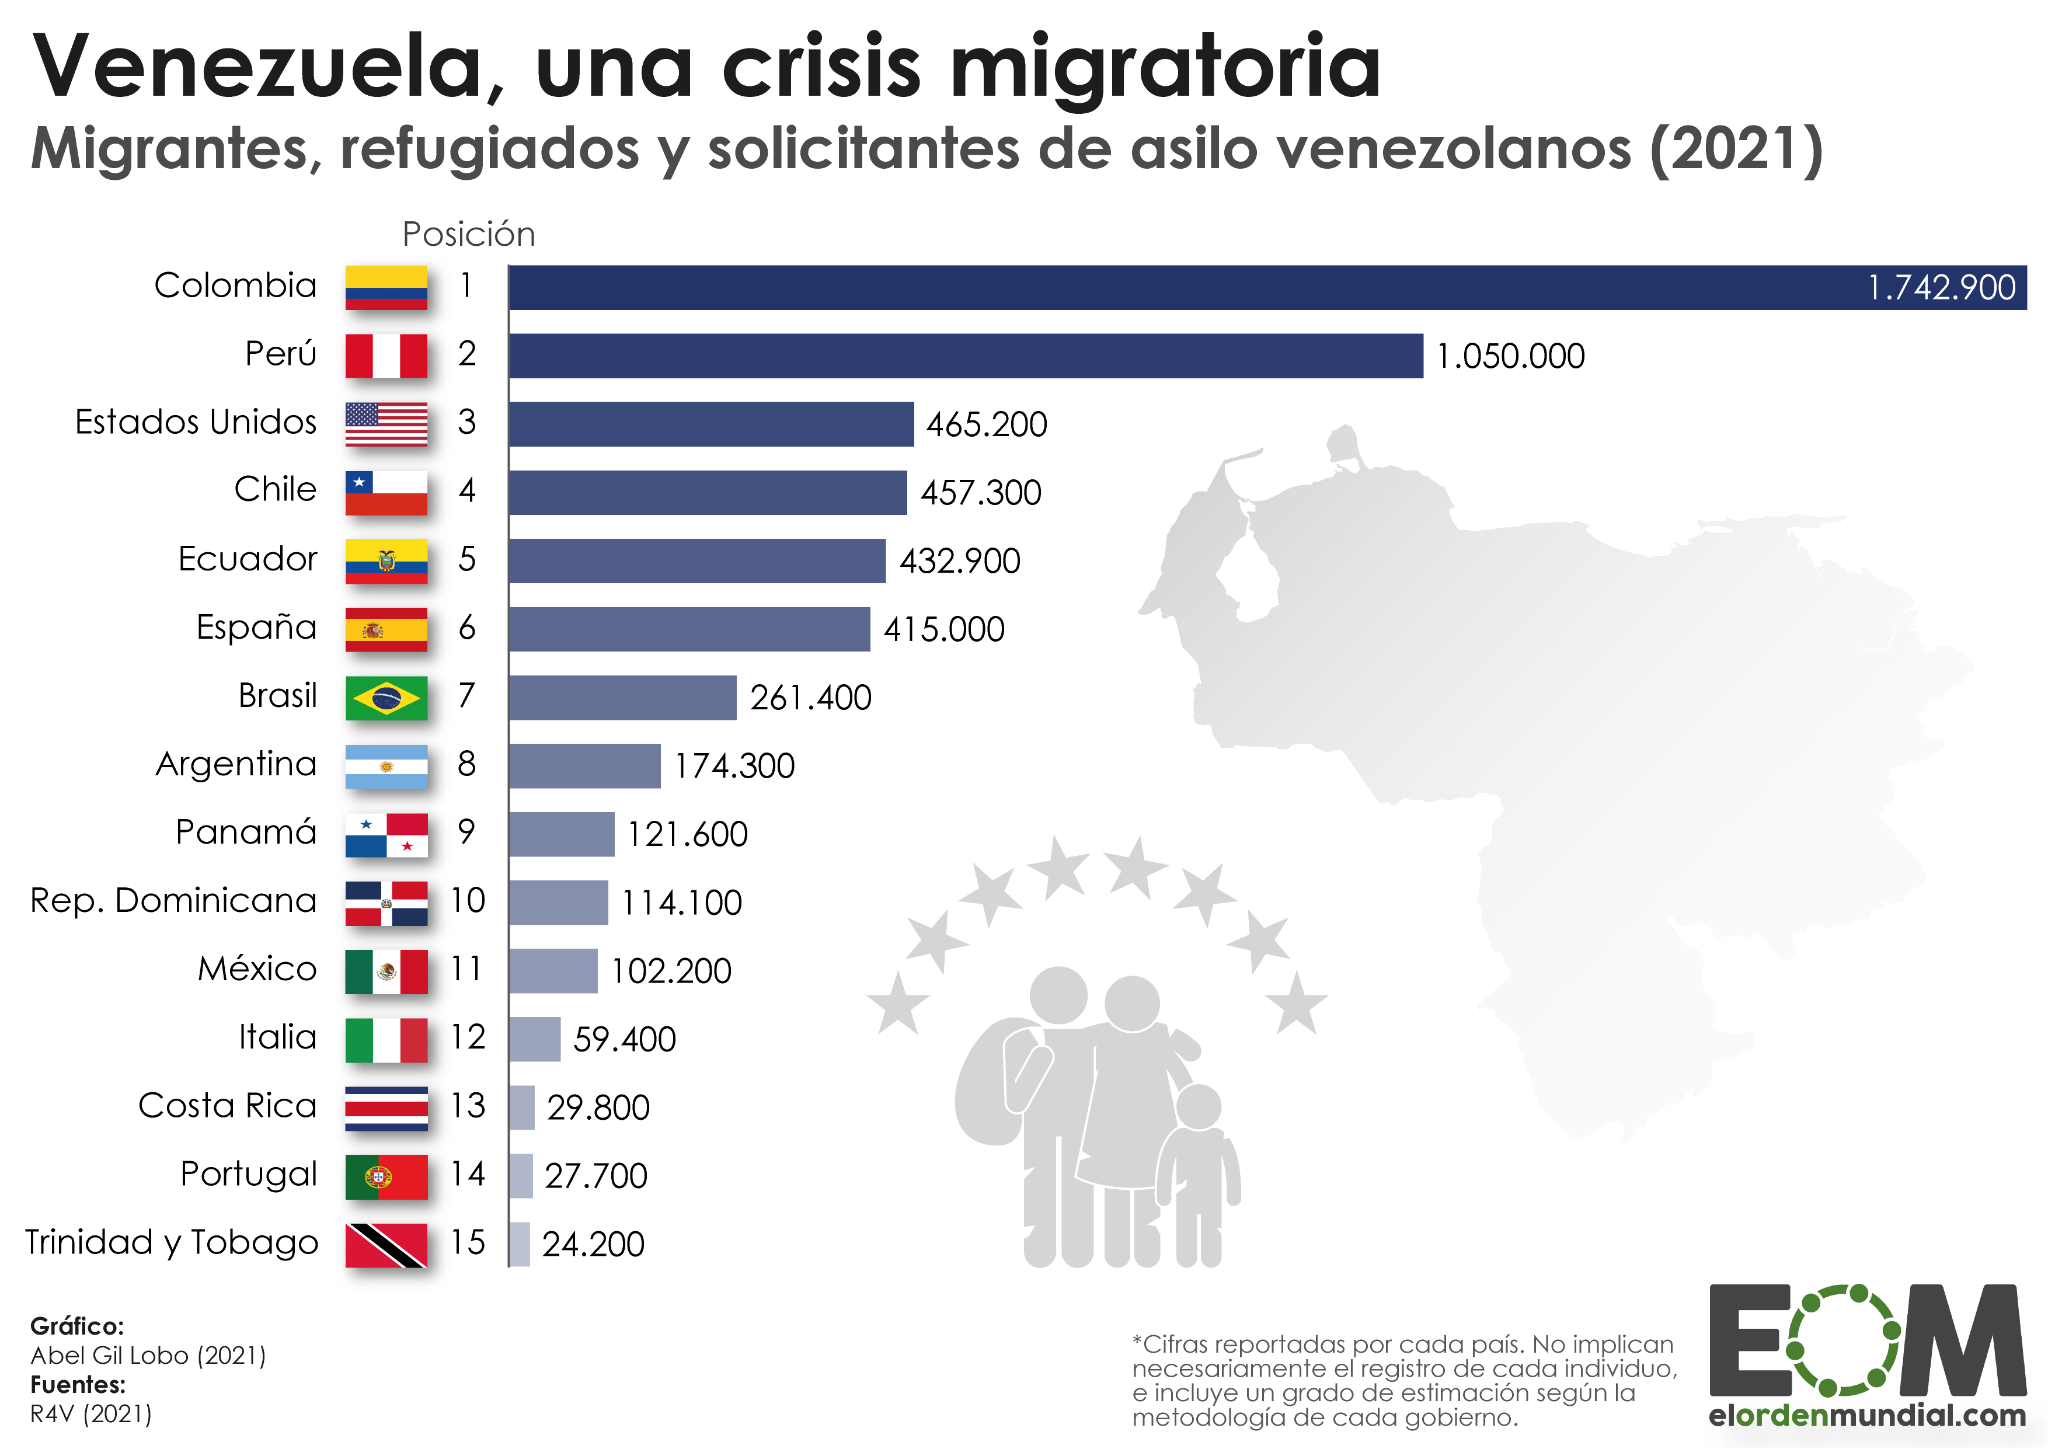 Venezuela, una crisis migratoria
Migrantes, refugiados y solicitantes de asilo venezolanos (2021)
Posición
Colombia 1 1.742.900
Perú 2 1.050.000
Estados Unidos 3 465.200
Chile 4 457.300
Ecuador 5 432.900
España 6 415.000
Brasil 7 261.400
Argentina 8 174.300
Panamá 9 121.600
Rep. Dominicana 10 114.100
México 11 102.200
Italia 12 59.400
Costa Rica 13 29.800
Portugal 14 27.700
Trinidad y Tobago 15 24.200
Gráfico:
Abel Gil Lobo (2021)
Fuentes:
R4V (2021)
*Cifras reportadas por cada país. No implican
necesariamente el registro de cada individuo,
e incluye un grado de estimación según la
metodología de cada gobierno.
EOM
elordenmundial.com